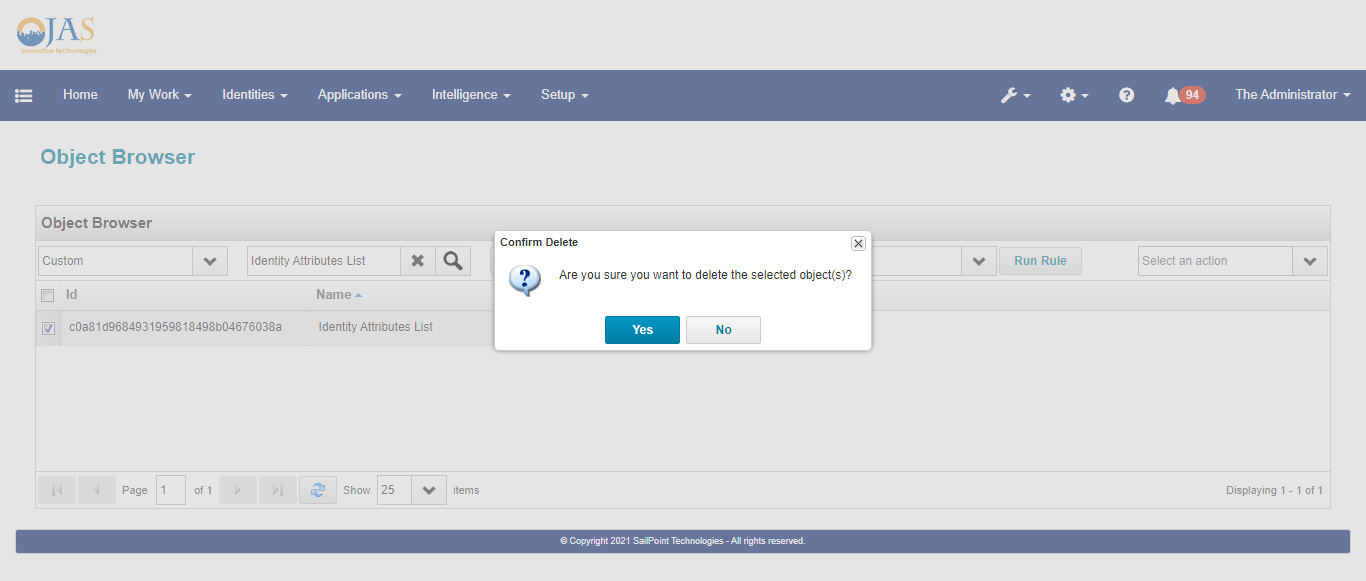 OJAS
innovative technologies
Home My Work Identities Applications Intelligence Setup 94 The Administrator
Object Browser
Object Browser
Confirm Delete
Custom Identity Attributes List Run Rule Select an action
Are you sure you want to delete the selected object(s)?
Id Name
c0a81d9684931959818498b04676038a Identity Attributes List
Yes No
Page 1 of 1 Show 25 items Displaying 1 - 1 of 1
© Copyright 2021 SailPoint Technologies - All rights reserved.